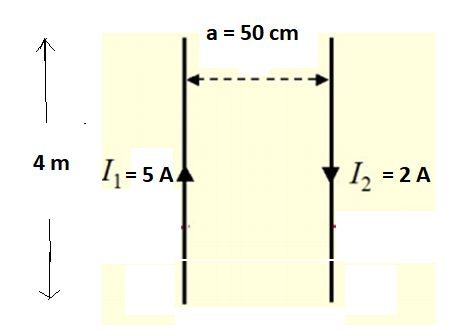 a = 50 cm
4 m
I₁ = 5 A
I₂ = 2 A